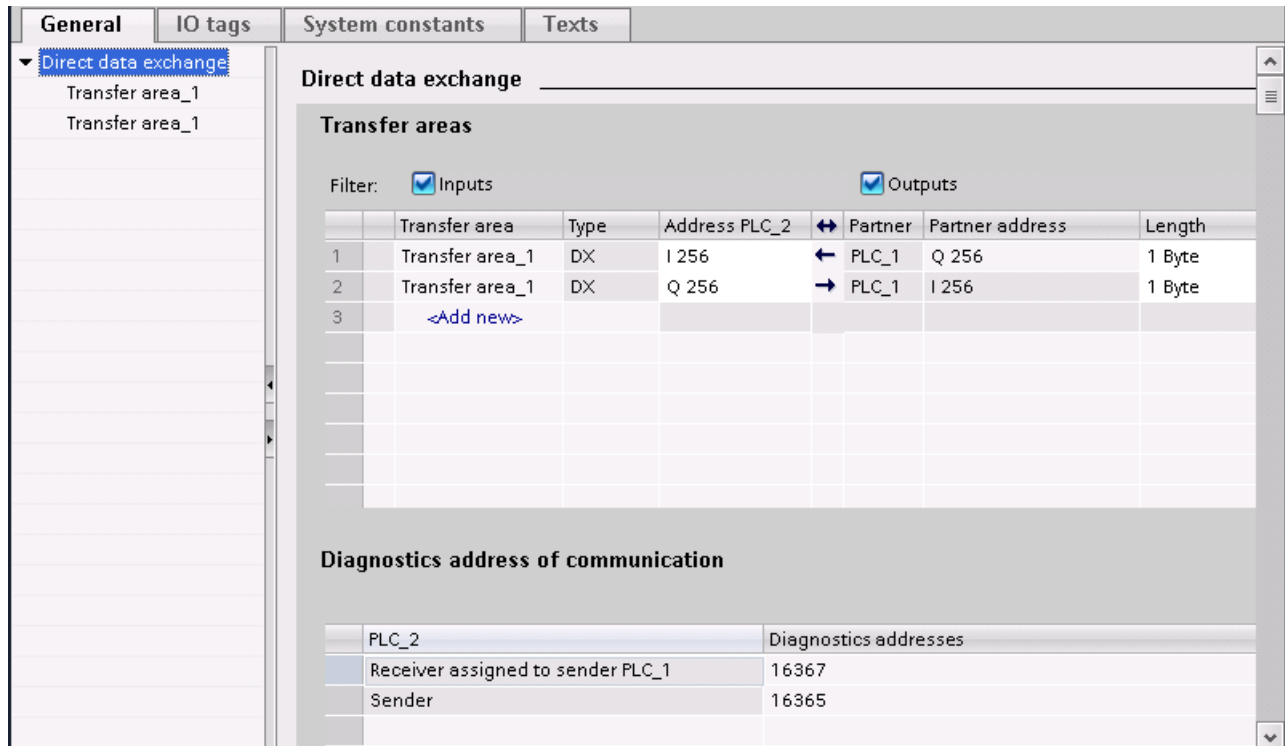 General IO tags System constants Texts
Direct data exchange
Transfer area_1
Transfer area_1
Direct data exchange
Transfer areas
Filter: Inputs Outputs
Transfer area Type Address PLC_2 ↔ Partner Partner address Length
1 Transfer area_1 DX I 256 ← PLC_1 Q 256 1 Byte
2 Transfer area_1 DX Q 256 → PLC_1 I 256 1 Byte
3 <Add new>
Diagnostics address of communication
PLC_2 Diagnostics addresses
Receiver assigned to sender PLC_1 16367
Sender 16365